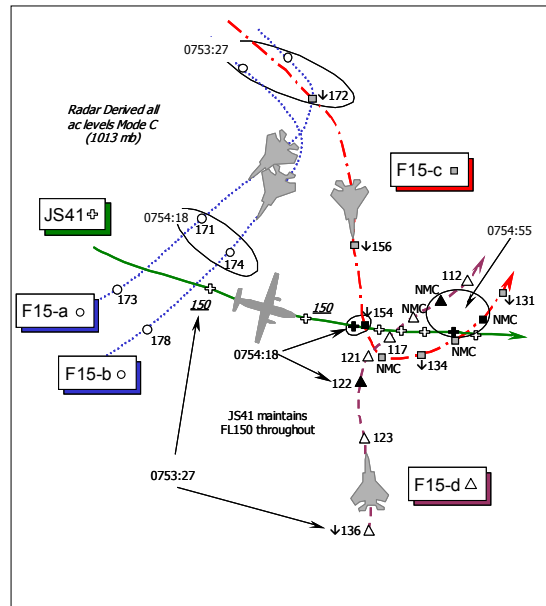 0753:27
Radar Derived all
ac levels Mode C
(1013 mb)
↓172
F15-c
JS41
0754:18
171
174
↓156
0754:55
112
NMC
↓131
150
150
↓154
173
F15-a
178
F15-b
0754:18
121
117
NMC
NMC
↓134
NMC
122
JS41 maintains
FL150 throughout
123
0753:27
F15-d
↓136